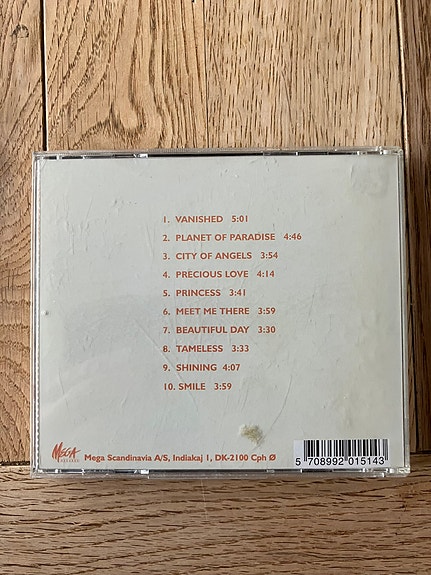 1. VANISHED 5:01
2. PLANET OF PARADISE 4:46
3. CITY OF ANGELS 3:54
4. PRECIOUS LOVE 4:14
5. PRINCESS 3:41
6. MEET ME THERE 3:59
7. BEAUTIFUL DAY 3:30
8. TAMELESS 3:33
9. SHINING 4:07
10. SMILE 3:59
MEGA
RECORDS
Mega Scandinavia A/S, Indiakaj 1, DK-2100 Cph Ø
5 708992 015143